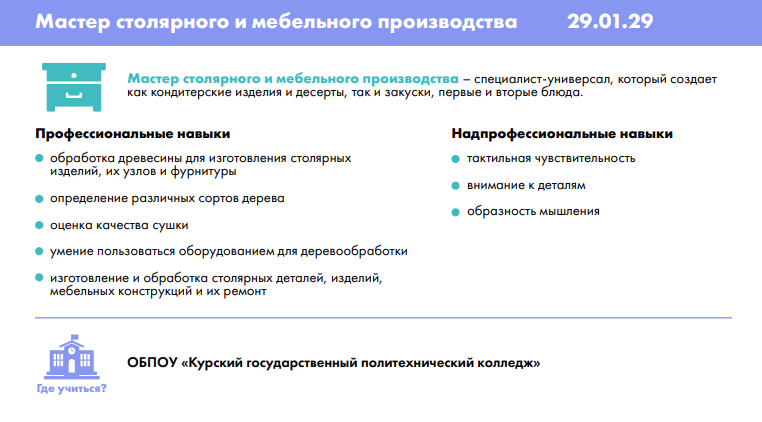 Мастер столярного и мебельного производства 29.01.29
Мастер столярного и мебельного производства – специалист-универсал, который создает
как кондитерские изделия и десерты, так и закуски, первые и вторые блюда.
Профессиональные навыки
обработка древесины для изготовления столярных
изделий, их узлов и фурнитуры
определение различных сортов дерева
оценка качества сушки
умение пользоваться оборудованием для деревообработки
изготовление и обработка столярных деталей, изделий,
мебельных конструкций и их ремонт
Надпрофессиональные навыки
тактильная чувствительность
внимание к деталям
образность мышления
ОБПОУ «Курский государственный политехнический колледж»
Где учиться?